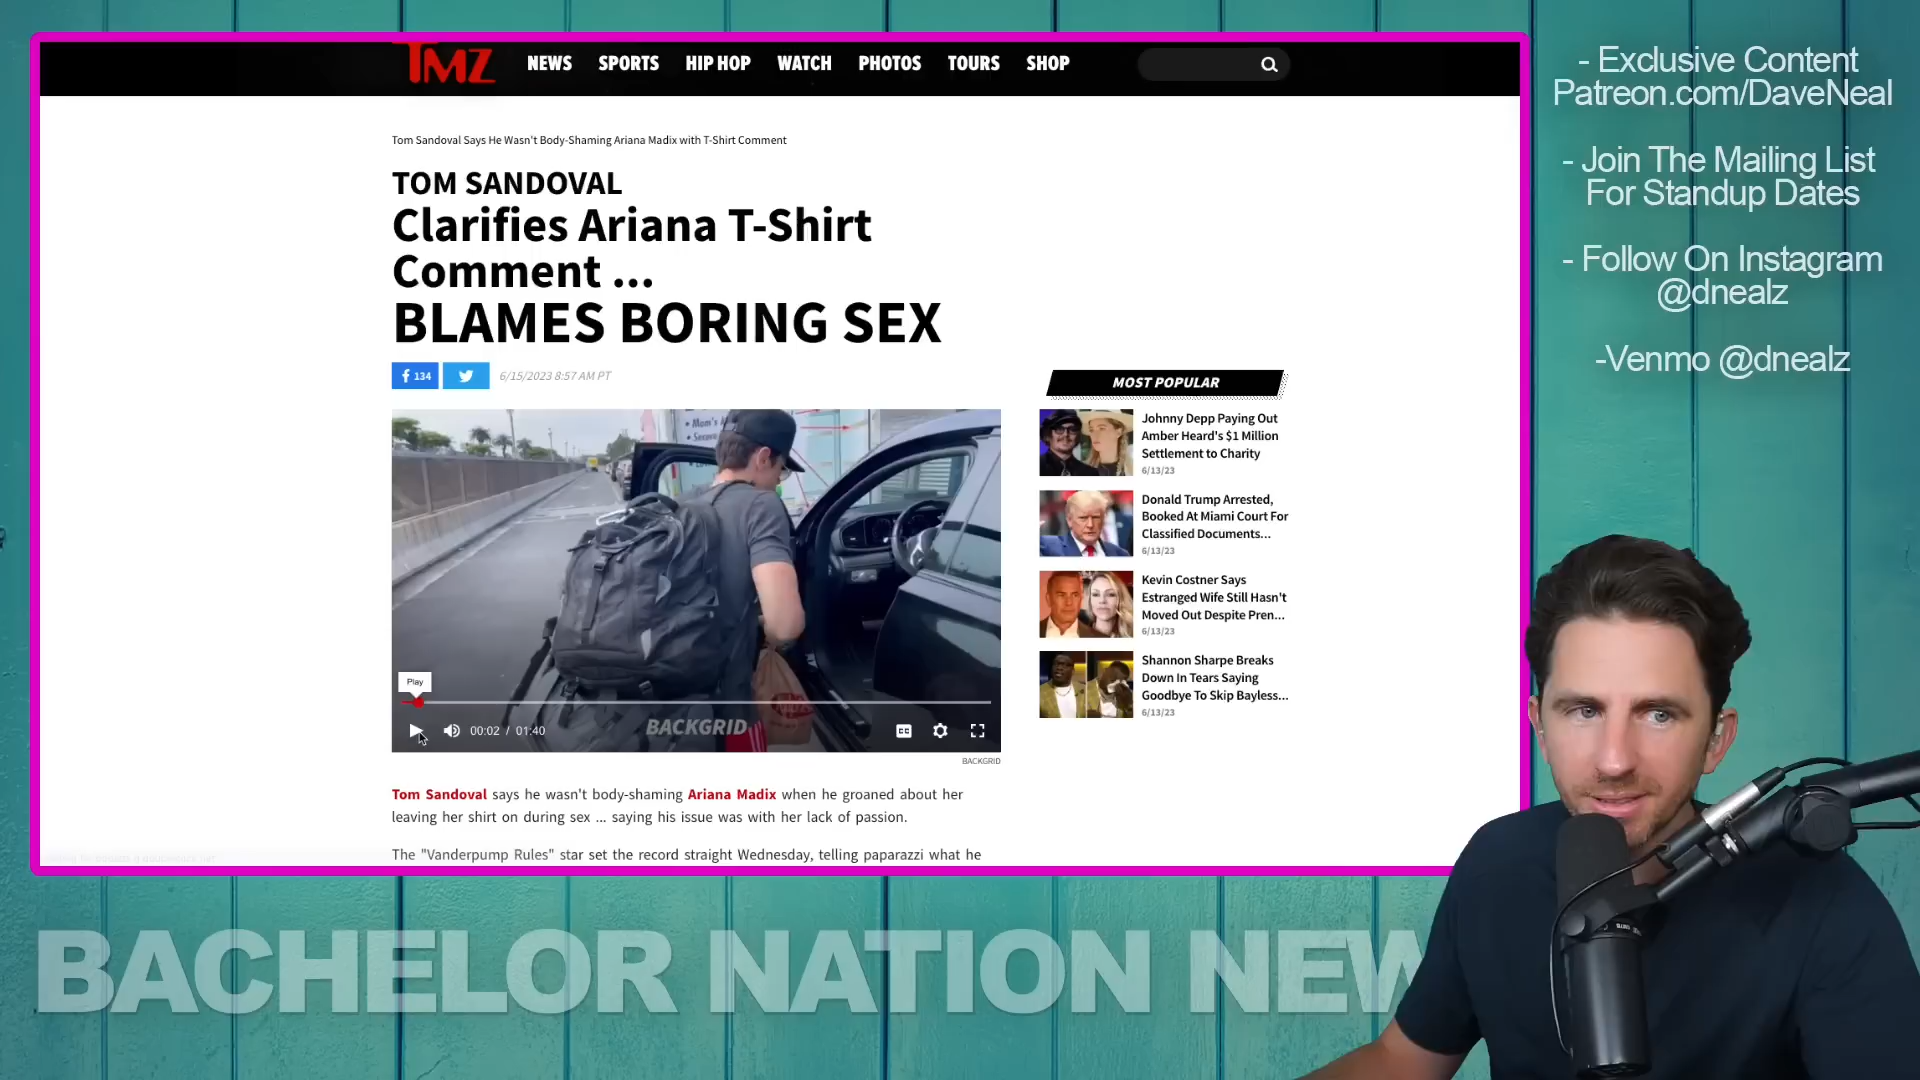 TMZ
NEWS SPORTS HIP HOP WATCH PHOTOS TOURS SHOP
Tom Sandoval Says He Wasn't Body-Shaming Ariana Madix with T-Shirt Comment
TOM SANDOVAL
Clarifies Ariana T-Shirt
Comment ...
BLAMES BORING SEX
134
6/15/2023 8:57 AM PT
Play
00:02 / 01:40
CC
BACKGRID
BACKGRID
Tom Sandoval says he wasn't body-shaming Ariana Madix when he groaned about her
leaving her shirt on during sex ... saying his issue was with her lack of passion.
The "Vanderpump Rules" star set the record straight Wednesday, telling paparazzi what he
MOST POPULAR
Johnny Depp Paying Out
Amber Heard's $1 Million
Settlement to Charity
6/13/23
Donald Trump Arrested,
Booked At Miami Court For
Classified Documents...
6/13/23
Kevin Costner Says
Estranged Wife Still Hasn't
Moved Out Despite Pren...
6/13/23
Shannon Sharpe Breaks
Down In Tears Saying
Goodbye To Skip Bayless...
6/13/23
- Exclusive Content
Patreon.com/DaveNeal
- Join The Mailing List
For Standup Dates
- Follow On Instagram
@dnealz
-Venmo @dnealz
BACHELOR NATION NEW